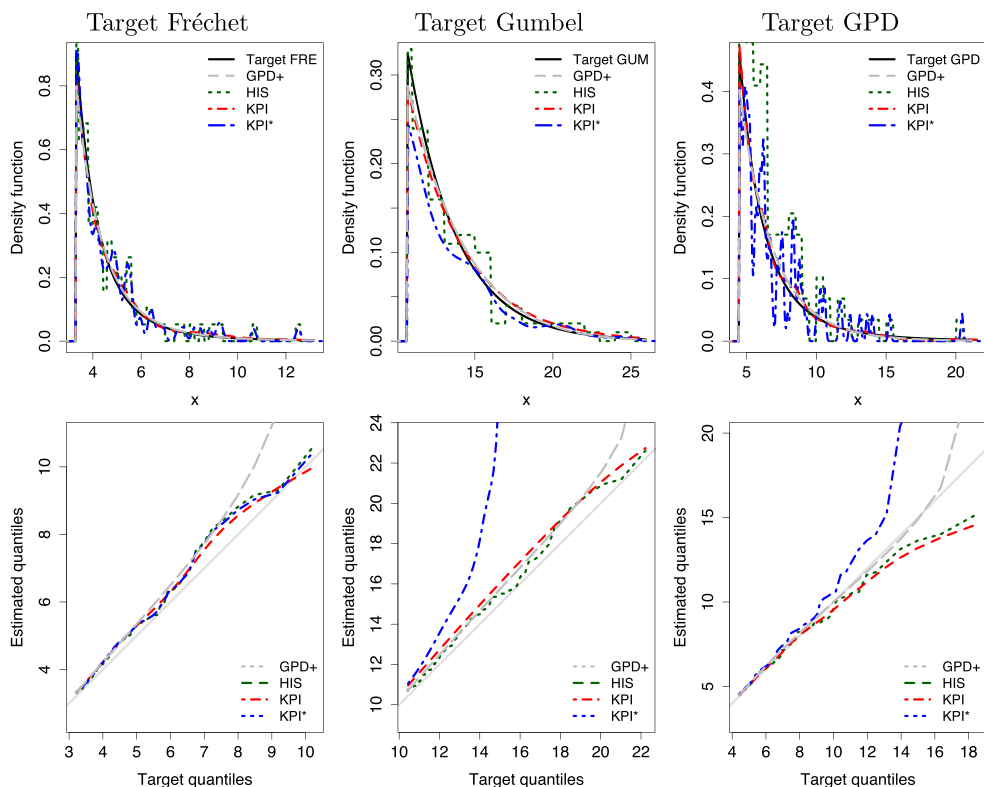 Target Fréchet
Target Gumbel
Target GPD
Density function
0.0 0.2 0.4 0.6 0.8
4 6 8 10 12
x
Target FRE
GPD+
HIS
KPI
KPI*
Density function
0.00 0.10 0.20 0.30
15 20 25
x
Target GUM
GPD+
HIS
KPI
KPI*
Density function
0.0 0.1 0.2 0.3 0.4
5 10 15 20
x
Target GPD
GPD+
HIS
KPI
KPI*
Estimated quantiles
4 6 8 10
3 4 5 6 7 8 9 10
Target quantiles
GPD+
HIS
KPI
KPI*
Estimated quantiles
10 12 14 16 18 20 22 24
10 12 14 16 18 20 22
Target quantiles
GPD+
HIS
KPI
KPI*
Estimated quantiles
5 10 15 20
4 6 8 10 12 14 16 18
Target quantiles
GPD+
HIS
KPI
KPI*